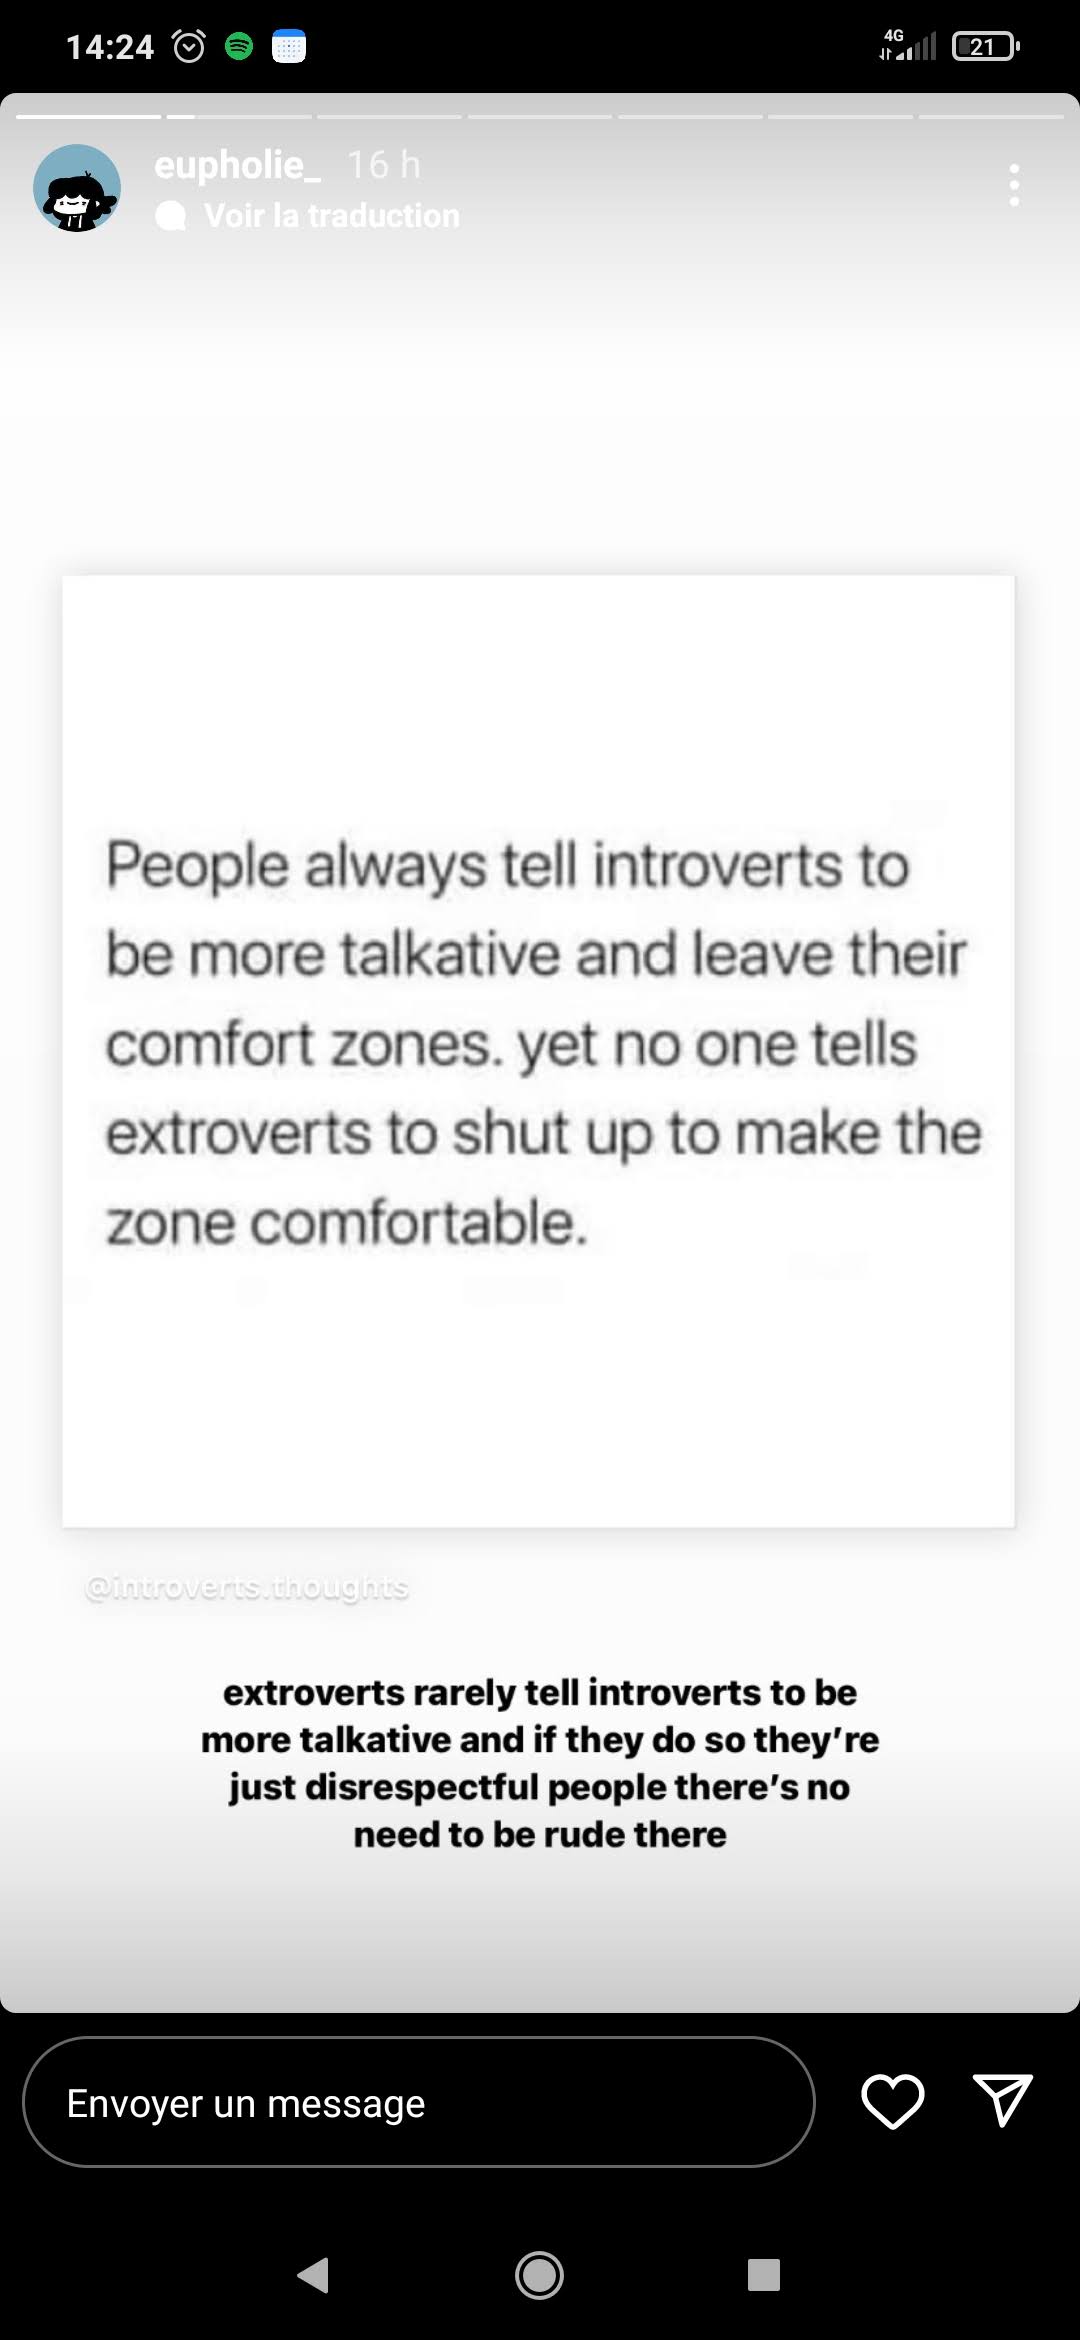 14:24
4G
21
eupholie_ 16 h
Voir la traduction
People always tell introverts to
be more talkative and leave their
comfort zones. yet no one tells
extroverts to shut up to make the
zone comfortable.
@introverts.thoughts
extroverts rarely tell introverts to be
more talkative and if they do so they’re
just disrespectful people there’s no
need to be rude there
Envoyer un message